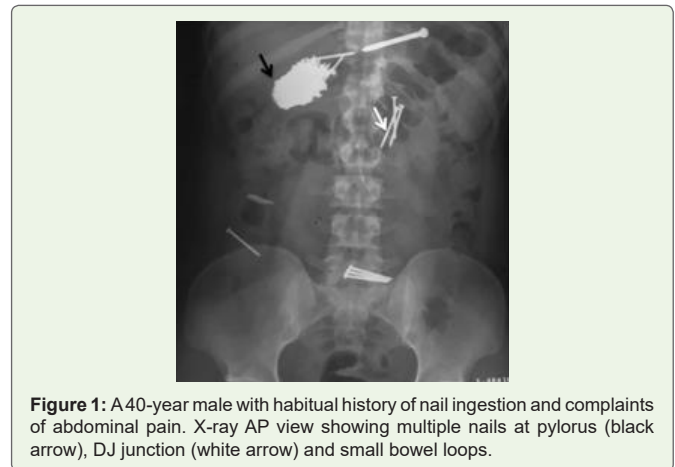 Figure 1: A 40-year male with habitual history of nail ingestion and complaints
of abdominal pain. X-ray AP view showing multiple nails at pylorus (black
arrow), DJ junction (white arrow) and small bowel loops.